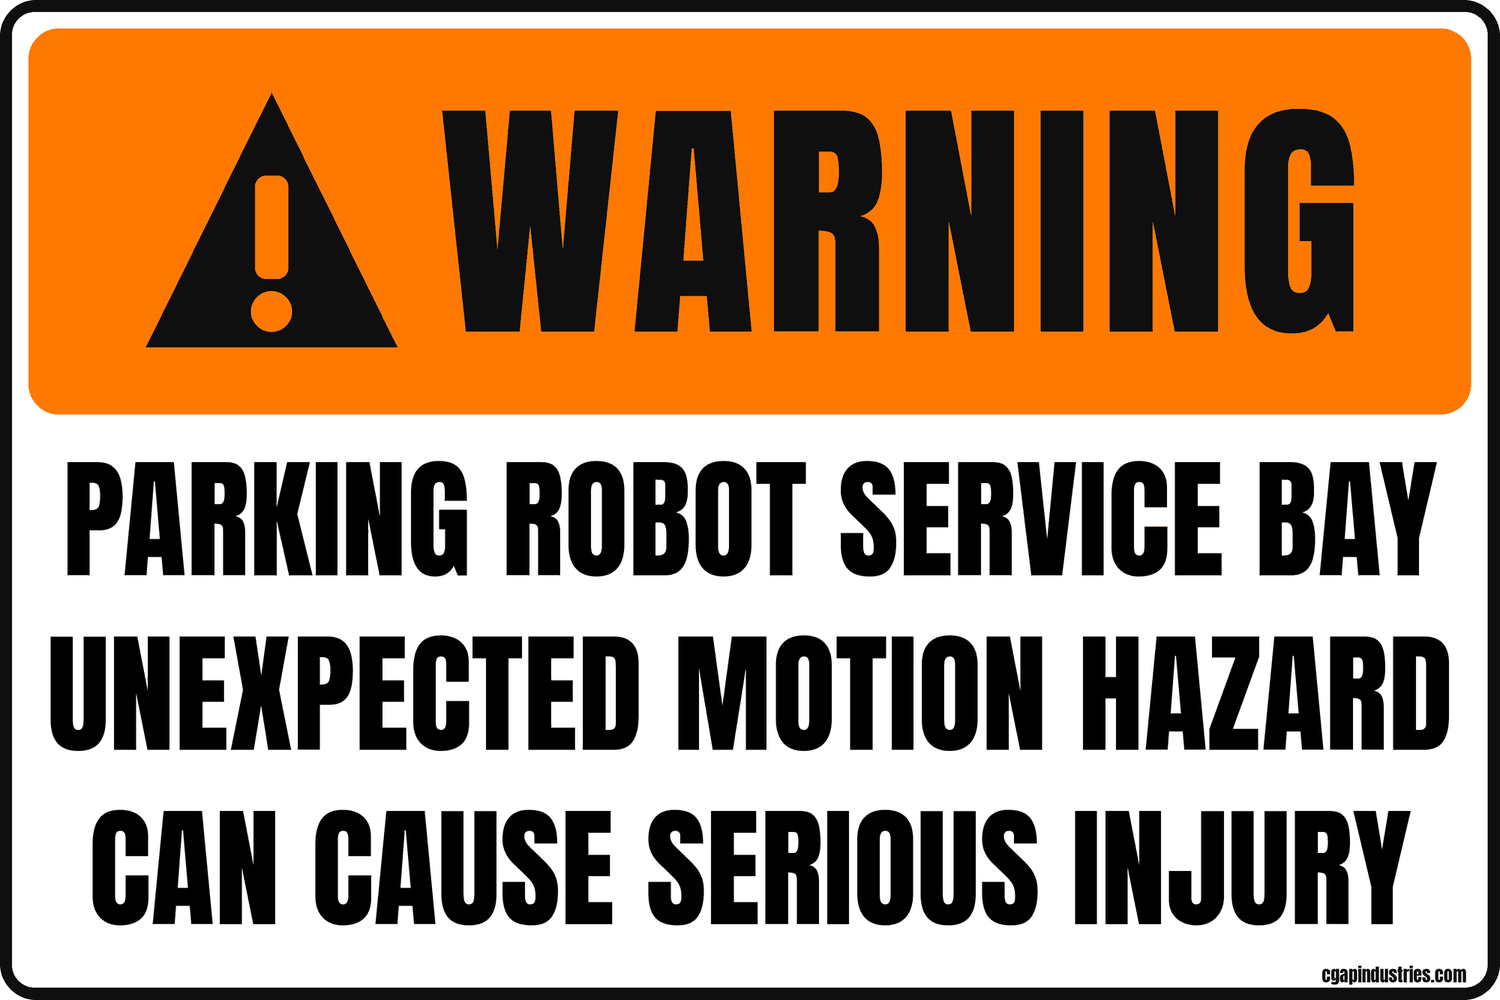 WARNING
PARKING ROBOT SERVICE BAY
UNEXPECTED MOTION HAZARD
CAN CAUSE SERIOUS INJURY
cgapindustries.com